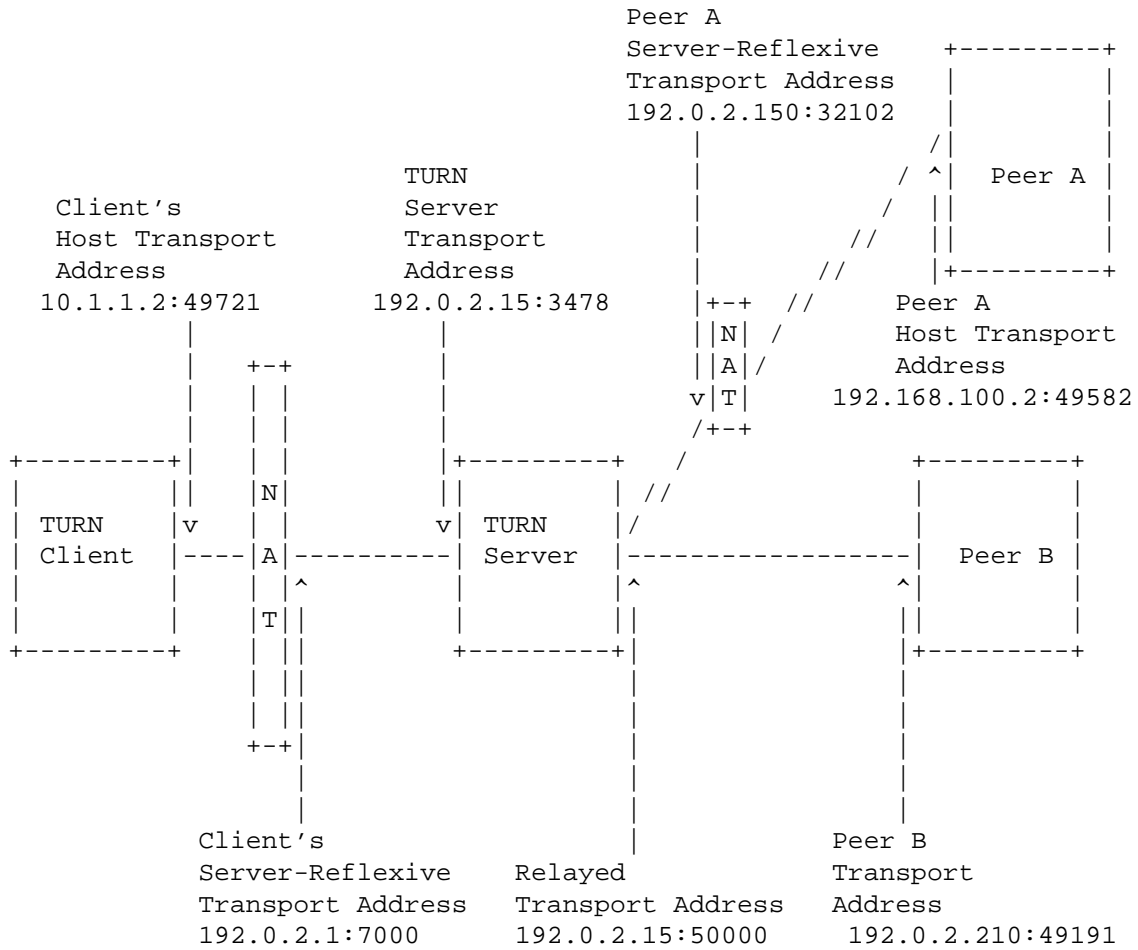 Peer A
Server-Reflexive
Transport Address
192.0.2.150:32102
Peer A
TURN
Server
Transport
Address
192.0.2.15:3478
Client's
Host Transport
Address
10.1.1.2:49721
Peer A
Host Transport
Address
192.168.100.2:49582
N
A
T
N
A
T
TURN
Client
TURN
Server
Peer B
Client's
Server-Reflexive
Transport Address
192.0.2.1:7000
Relayed
Transport Address
192.0.2.15:50000
Peer B
Transport
Address
192.0.2.210:49191